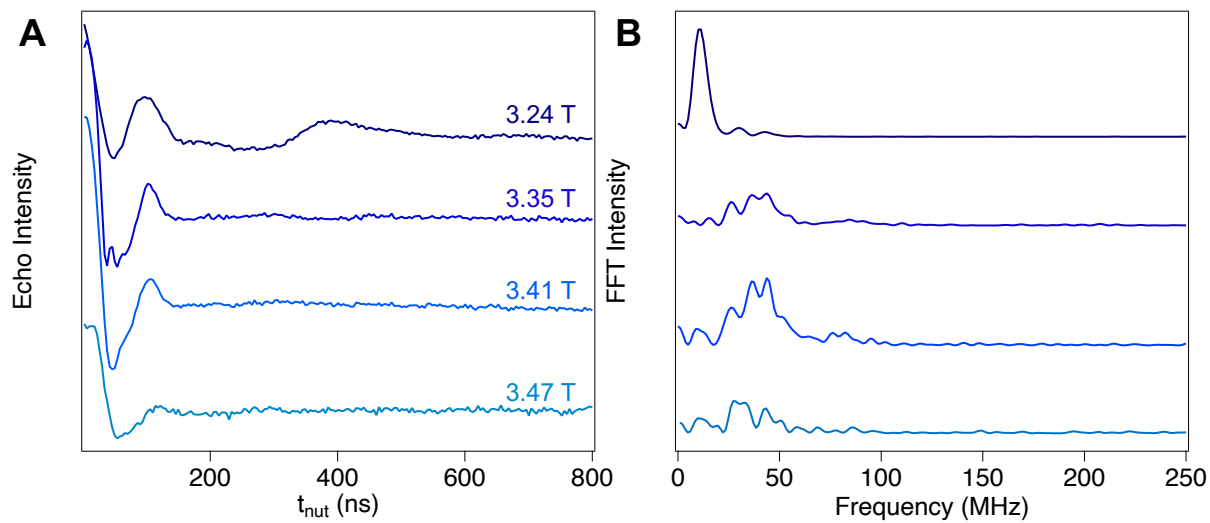 A
Echo Intensity
3.24 T
3.35 T
3.41 T
3.47 T
200
400
600
800
t_nut (ns)
B
FFT Intensity
0
50
100
150
200
250
Frequency (MHz)